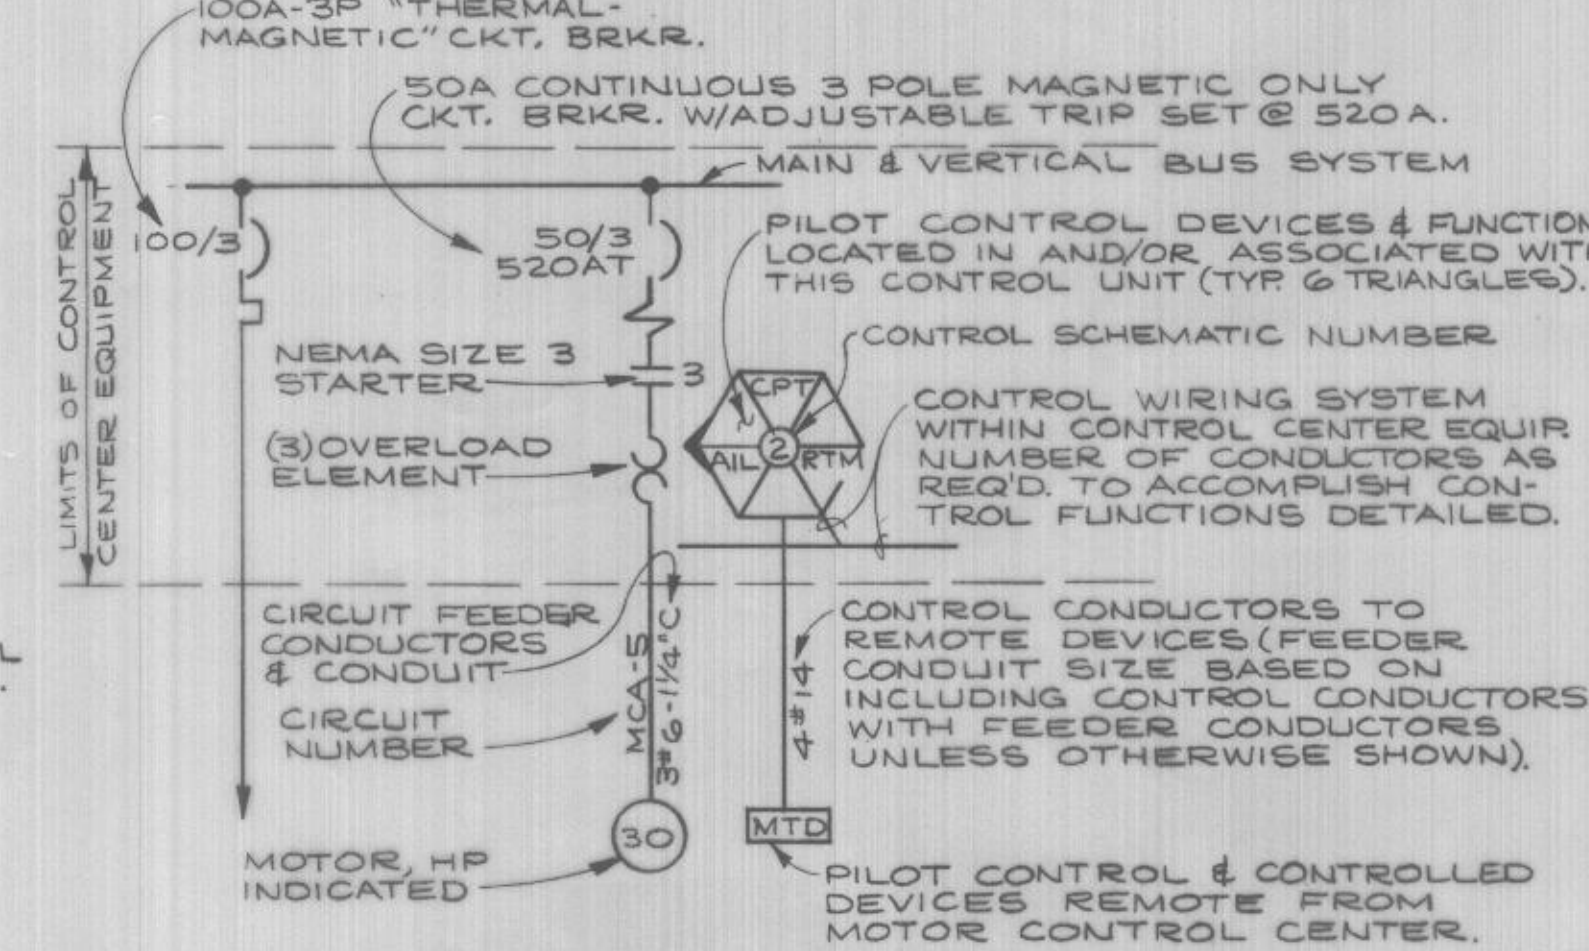 100A-3P "THERMAL-
MAGNETIC" CKT. BRKR.
50A CONTINUOUS 3 POLE MAGNETIC ONLY
CKT. BRKR. W/ADJUSTABLE TRIP SET @ 520A.
MAIN & VERTICAL BUS SYSTEM
LIMITS OF CONTROL
CENTER EQUIPMENT
100/3
50/3
520AT
PILOT CONTROL DEVICES & FUNCTION
LOCATED IN AND/OR ASSOCIATED WIT
THIS CONTROL UNIT (TYP. 6 TRIANGLES).
CONTROL SCHEMATIC NUMBER
NEMA SIZE 3
STARTER
3
CPT
2
AIL
RTM
CONTROL WIRING SYSTEM
WITHIN CONTROL CENTER EQUIP.
NUMBER OF CONDUCTORS AS
REQ'D. TO ACCOMPLISH CON-
TROL FUNCTIONS DETAILED.
(3) OVERLOAD
ELEMENT
CIRCUIT FEEDER
CONDUCTORS
& CONDUIT
CIRCUIT
NUMBER
MCA-5
3#6-1¼"C
4#14
CONTROL CONDUCTORS TO
REMOTE DEVICES (FEEDER
CONDUIT SIZE BASED ON
INCLUDING CONTROL CONDUCTORS
WITH FEEDER CONDUCTORS
UNLESS OTHERWISE SHOWN).
30
MTD
MOTOR, HP
INDICATED
PILOT CONTROL & CONTROLLED
DEVICES REMOTE FROM
MOTOR CONTROL CENTER.